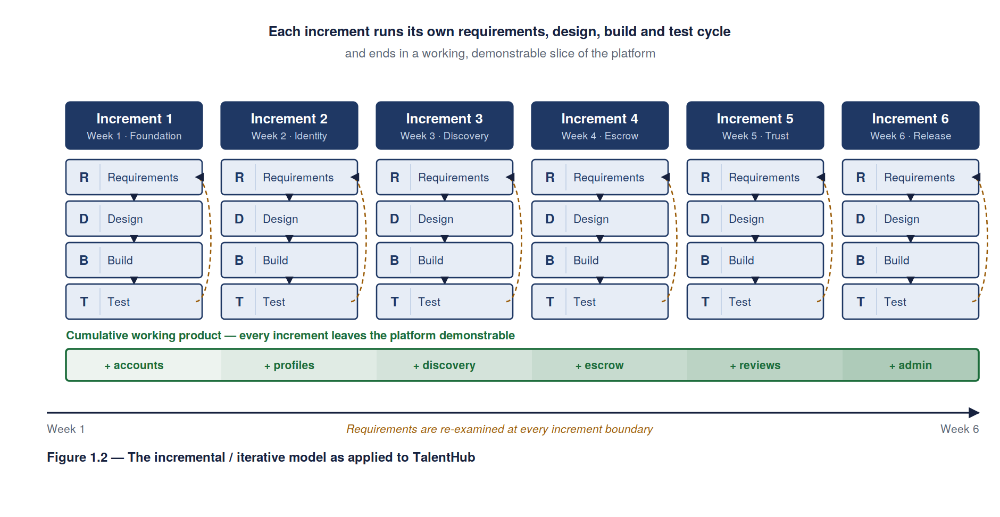 Each increment runs its own requirements, design, build and test cycle
and ends in a working, demonstrable slice of the platform
Increment 1
Week 1 · Foundation
R
Requirements
D
Design
B
Build
T
Test
Increment 2
Week 2 · Identity
R
Requirements
D
Design
B
Build
T
Test
Increment 3
Week 3 · Discovery
R
Requirements
D
Design
B
Build
T
Test
Increment 4
Week 4 · Escrow
R
Requirements
D
Design
B
Build
T
Test
Increment 5
Week 5 · Trust
R
Requirements
D
Design
B
Build
T
Test
Increment 6
Week 6 · Release
R
Requirements
D
Design
B
Build
T
Test
Cumulative working product — every increment leaves the platform demonstrable
+ accounts
+ profiles
+ discovery
+ escrow
+ reviews
+ admin
Week 1
Requirements are re-examined at every increment boundary
Week 6
Figure 1.2 — The incremental / iterative model as applied to TalentHub